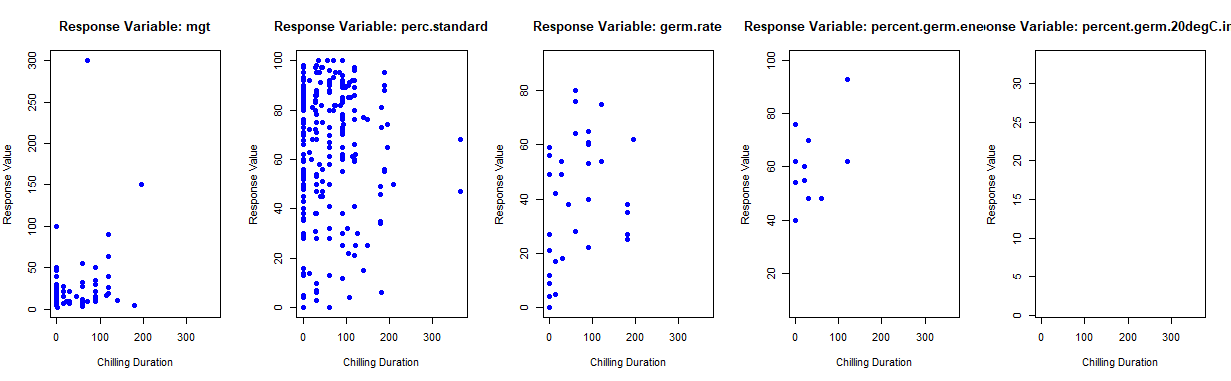 Response Variable: mgt
Response Value
300
250
200
150
100
50
0
0 100 200 300
Chilling Duration
Response Variable: perc.standard
Response Value
100
80
60
40
20
0
0 100 200 300
Chilling Duration
Response Variable: germ.rate
Response Value
80
60
40
20
0
0 100 200 300
Chilling Duration
Response Variable: percent.germ.ene
Response Value
100
80
60
40
20
0 100 200 300
Chilling Duration
onse Variable: percent.germ.20degC.in
Response Value
30
25
20
15
10
5
0
0 100 200 300
Chilling Duration